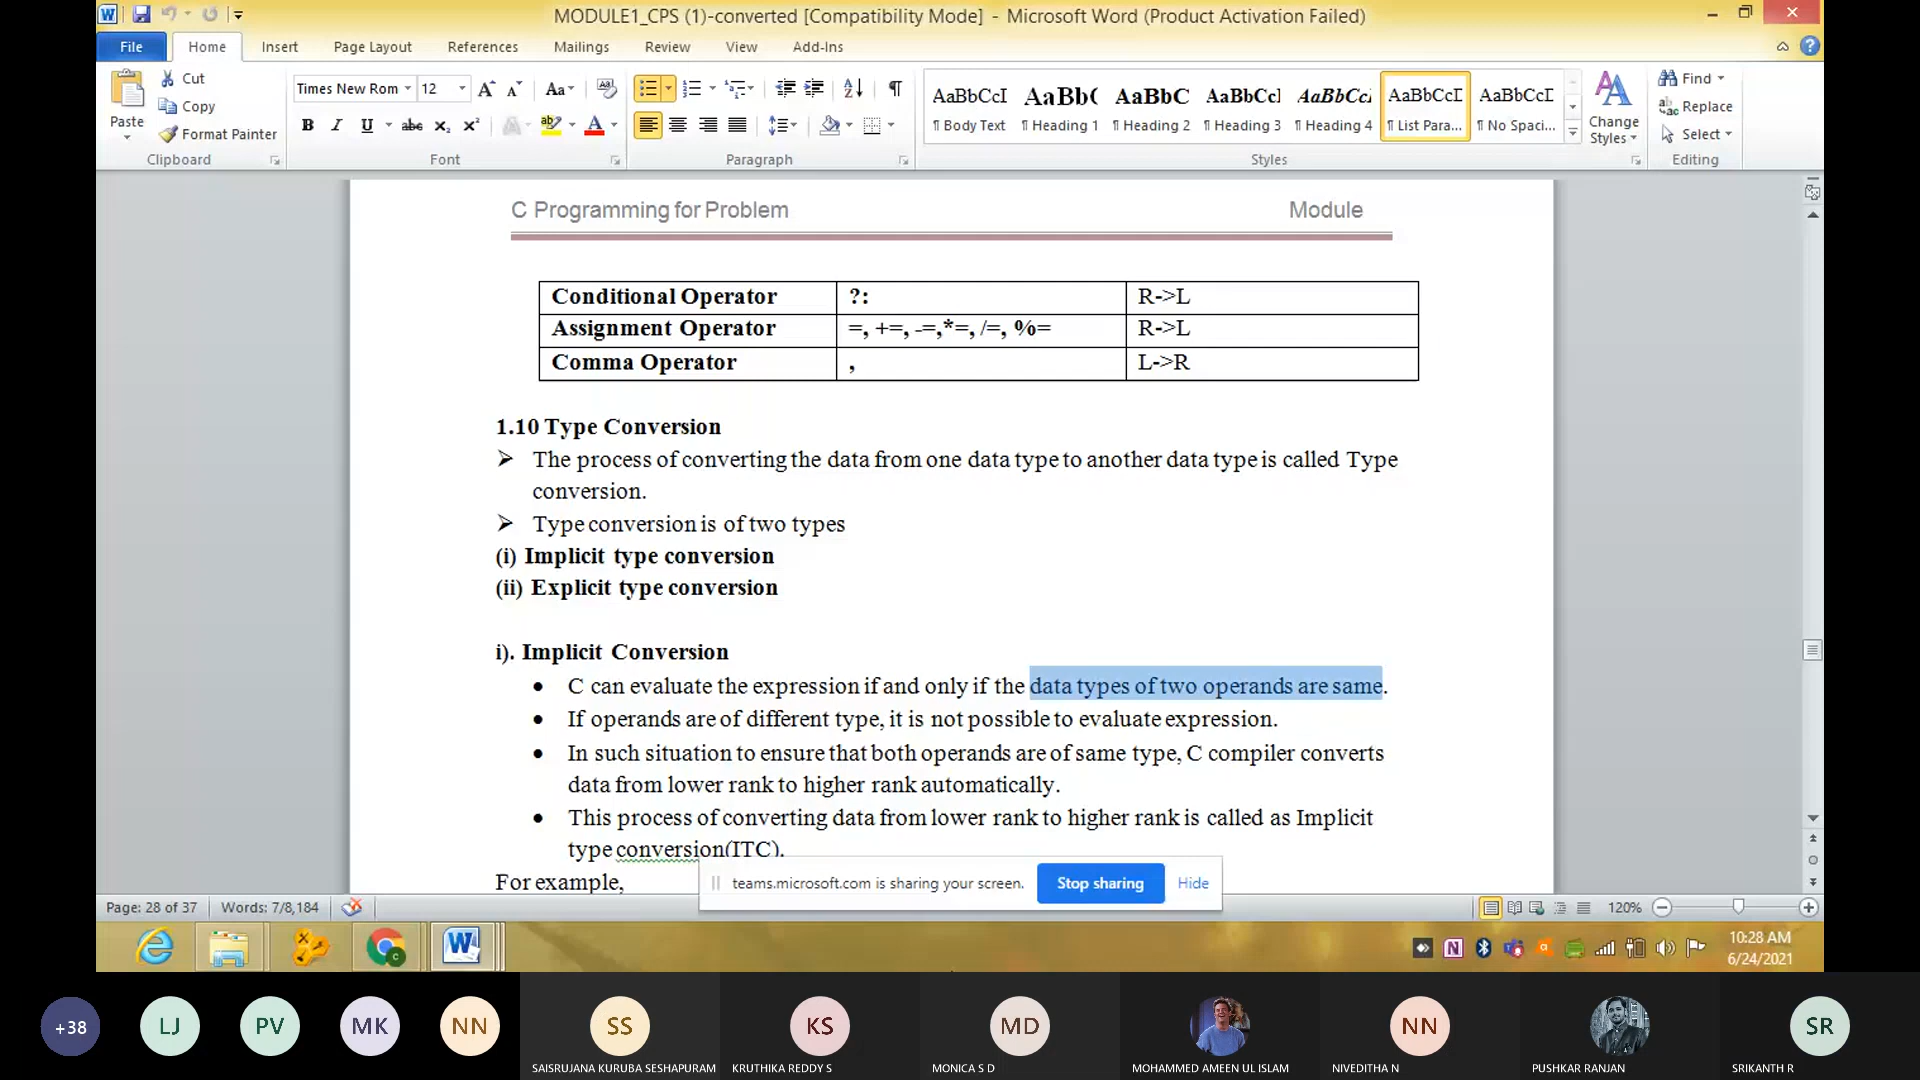 MODULE1_CPS (1)-converted [Compatibility Mode] - Microsoft Word (Product Activation Failed)
File Home Insert Page Layout References Mailings Review View Add-Ins
Paste
Cut
Copy
Format Painter
Clipboard
Times New Rom 12
Font
Paragraph
AaBbCcI AaBb( AaBbC AaBbCcI AaBbCcI AaBbCcD AaBbCcD
¶ Body Text ¶ Heading 1 ¶ Heading 2 ¶ Heading 3 ¶ Heading 4 ¶ List Para... ¶ No Spaci...
Change Styles
Styles
Find
Replace
Select
Editing
C Programming for Problem Module
Conditional Operator ?: R->L
Assignment Operator =, +=, -=,*=, /=, %= R->L
Comma Operator , L->R
1.10 Type Conversion
➢ The process of converting the data from one data type to another data type is called Type
conversion.
➢ Type conversion is of two types
(i) Implicit type conversion
(ii) Explicit type conversion
i). Implicit Conversion
• C can evaluate the expression if and only if the data types of two operands are same.
• If operands are of different type, it is not possible to evaluate expression.
• In such situation to ensure that both operands are of same type, C compiler converts
data from lower rank to higher rank automatically.
• This process of converting data from lower rank to higher rank is called as Implicit
type conversion(ITC).
For example,
teams.microsoft.com is sharing your screen. Stop sharing Hide
Page: 28 of 37 Words: 7/8,184 120%
10:28 AM
6/24/2021
+38 LJ PV MK NN SS KS MD NN SR
SAISRUJANA KURUBA SESHAPURAM KRUTHIKA REDDY S MONICA S D MOHAMMED AMEEN UL ISLAM NIVEDITHA N PUSHKAR RANJAN SRIKANTH R